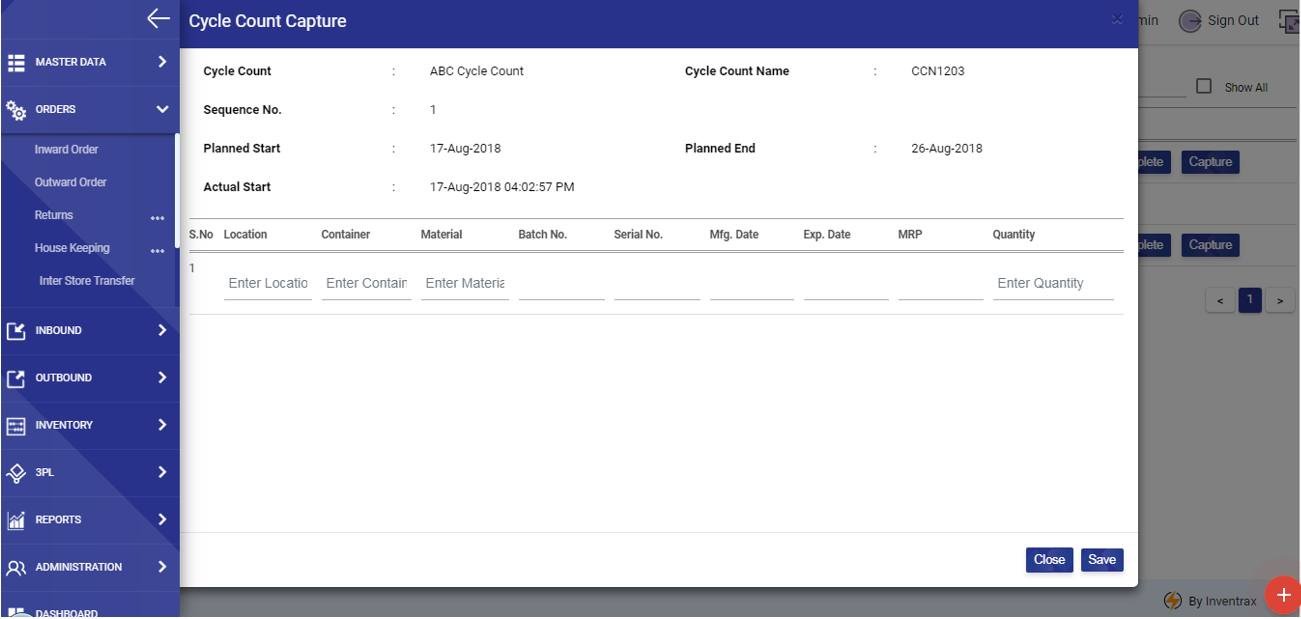 Cycle Count Capture
×
min
Sign Out
MASTER DATA
Cycle Count : ABC Cycle Count Cycle Count Name : CCN1203
Show All
ORDERS
Sequence No. : 1
Inward Order
Planned Start : 17-Aug-2018 Planned End : 26-Aug-2018
plete Capture
Outward Order
Actual Start : 17-Aug-2018 04:02:57 PM
Returns •••
S.No Location Container Material Batch No. Serial No. Mfg. Date Exp. Date MRP Quantity
House Keeping •••
plete Capture
1
Inter Store Transfer
Enter Locatio Enter Contain Enter Materia Enter Quantity
< 1 >
INBOUND
OUTBOUND
INVENTORY
3PL
REPORTS
ADMINISTRATION
Close Save
DASHBOARD
By Inventrax
+